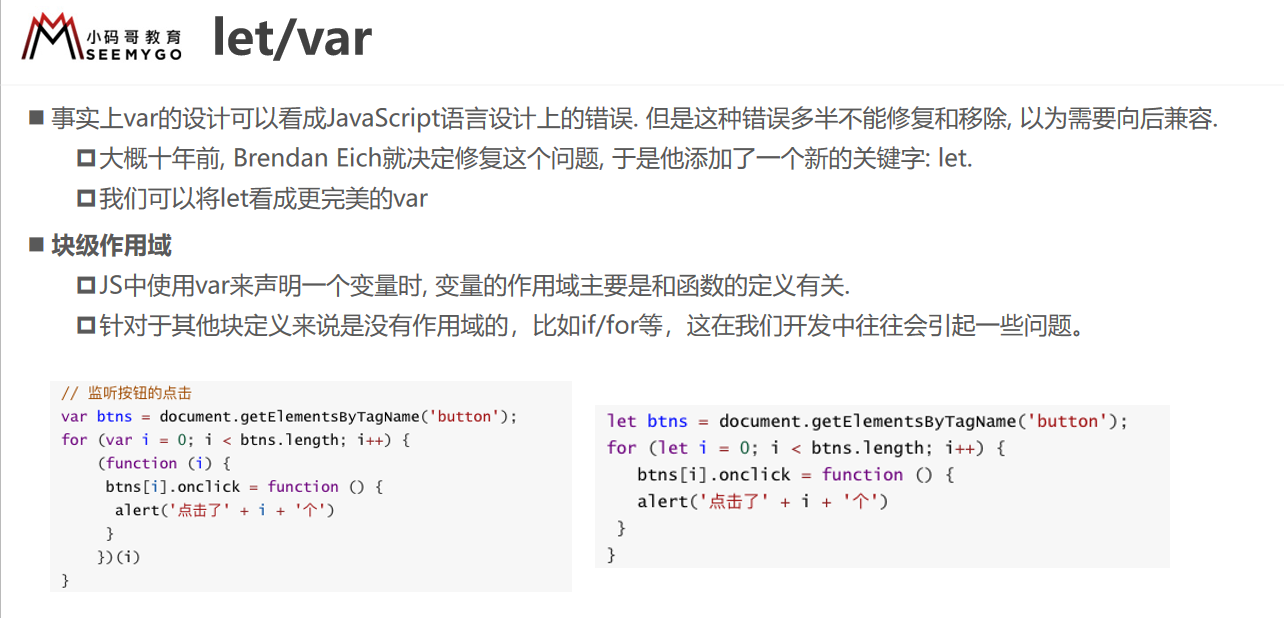 小码哥教育
SEEMYGO
let/var
事实上var的设计可以看成JavaScript语言设计上的错误. 但是这种错误多半不能修复和移除, 以为需要向后兼容.
大概十年前, Brendan Eich就决定修复这个问题, 于是他添加了一个新的关键字: let.
我们可以将let看成更完美的var
块级作用域
JS中使用var来声明一个变量时, 变量的作用域主要是和函数的定义有关.
针对于其他块定义来说是没有作用域的，比如if/for等，这在我们开发中往往会引起一些问题。
// 监听按钮的点击
var btns = document.getElementsByTagName('button');
for (var i = 0; i < btns.length; i++) {
(function (i) {
btns[i].onclick = function () {
alert('点击了' + i + '个')
}
})(i)
}
let btns = document.getElementsByTagName('button');
for (let i = 0; i < btns.length; i++) {
btns[i].onclick = function () {
alert('点击了' + i + '个')
}
}